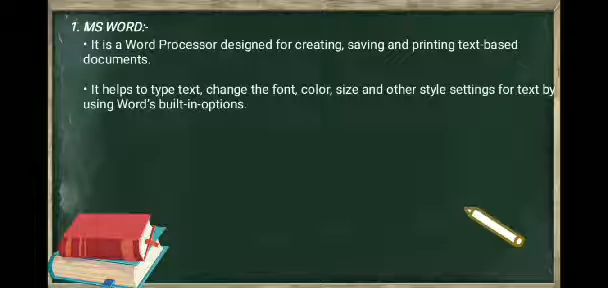 1. MS WORD:-
• It is a Word Processor designed for creating, saving and printing text-based
documents.
• It helps to type text, change the font, color, size and other style settings for text by
using Word's built-in-options.